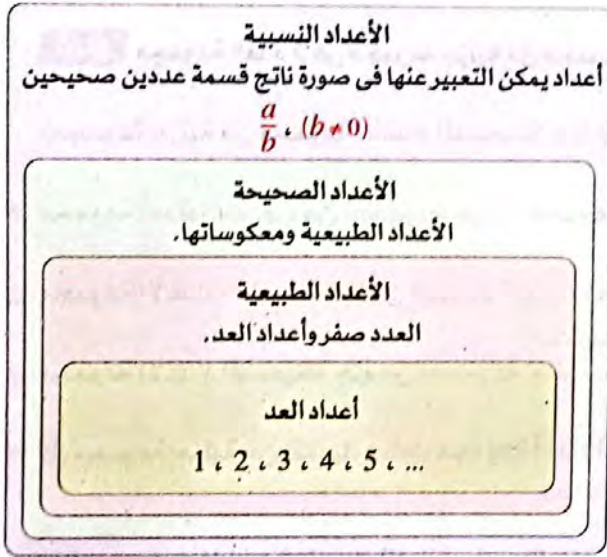 الأعداد النسبية
أعداد يمكن التعبير عنها فى صورة ناتج قسمة عددين صحيحين
a/b ، (b ≠ 0)
الأعداد الصحيحة
الأعداد الطبيعية ومعكوساتها.
الأعداد الطبيعية
العدد صفر وأعداد العد.
أعداد العد
1 ، 2 ، 3 ، 4 ، 5 ، ...